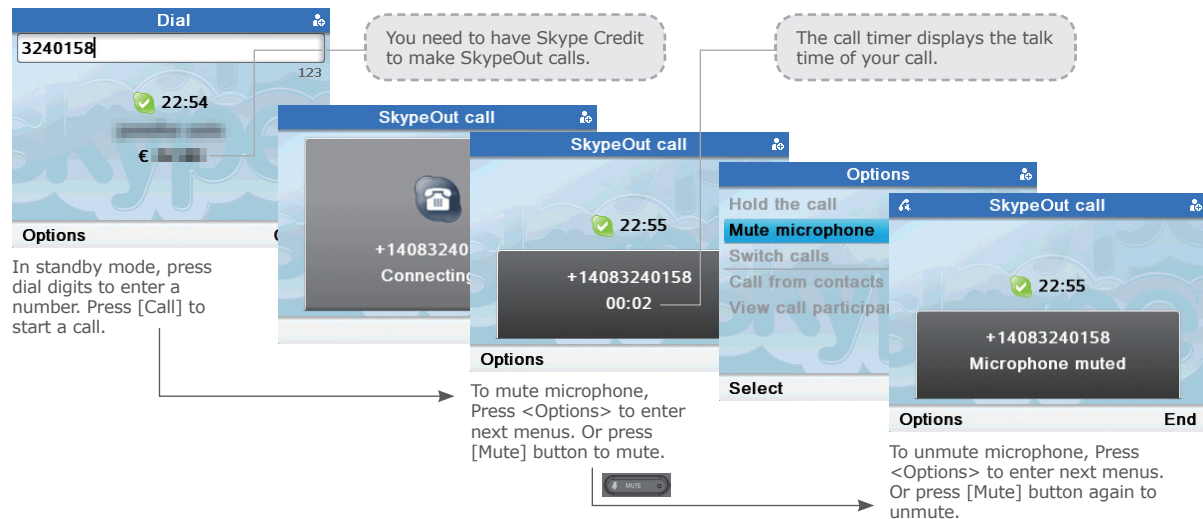 Dial
3240158
123
22:54
€
Options
In standby mode, press
dial digits to enter a
number. Press [Call] to
start a call.
You need to have Skype Credit
to make SkypeOut calls.
SkypeOut call
+14083240
Connecting
The call timer displays the talk
time of your call.
SkypeOut call
22:55
+14083240158
00:02
Options
To mute microphone,
Press <Options> to enter
next menus. Or press
[Mute] button to mute.
MUTE
Options
Hold the call
Mute microphone
Switch calls
Call from contacts
View call participa
Select
SkypeOut call
22:55
+14083240158
Microphone muted
Options End
To unmute microphone, Press
<Options> to enter next menus.
Or press [Mute] button again to
unmute.